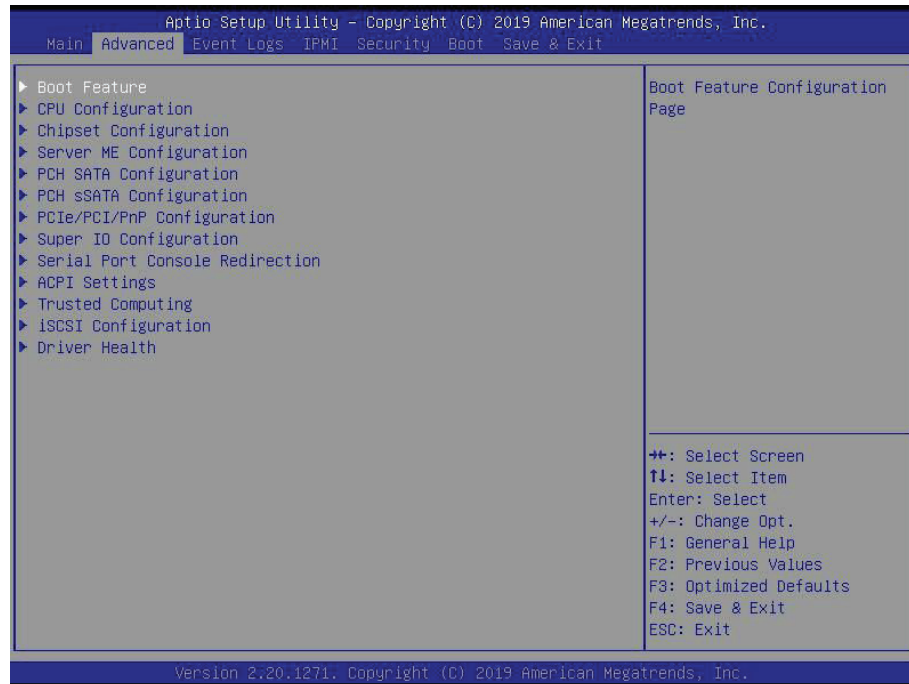 Aptio Setup Utility – Copyright (C) 2019 American Megatrends, Inc.
Main Advanced Event Logs IPMI Security Boot Save & Exit
▶ Boot Feature
▶ CPU Configuration
▶ Chipset Configuration
▶ Server ME Configuration
▶ PCH SATA Configuration
▶ PCH sSATA Configuration
▶ PCIe/PCI/PnP Configuration
▶ Super IO Configuration
▶ Serial Port Console Redirection
▶ ACPI Settings
▶ Trusted Computing
▶ iSCSI Configuration
▶ Driver Health
Boot Feature Configuration
Page
→←: Select Screen
↑↓: Select Item
Enter: Select
+/-: Change Opt.
F1: General Help
F2: Previous Values
F3: Optimized Defaults
F4: Save & Exit
ESC: Exit
Version 2.20.1271. Copyright (C) 2019 American Megatrends, Inc.